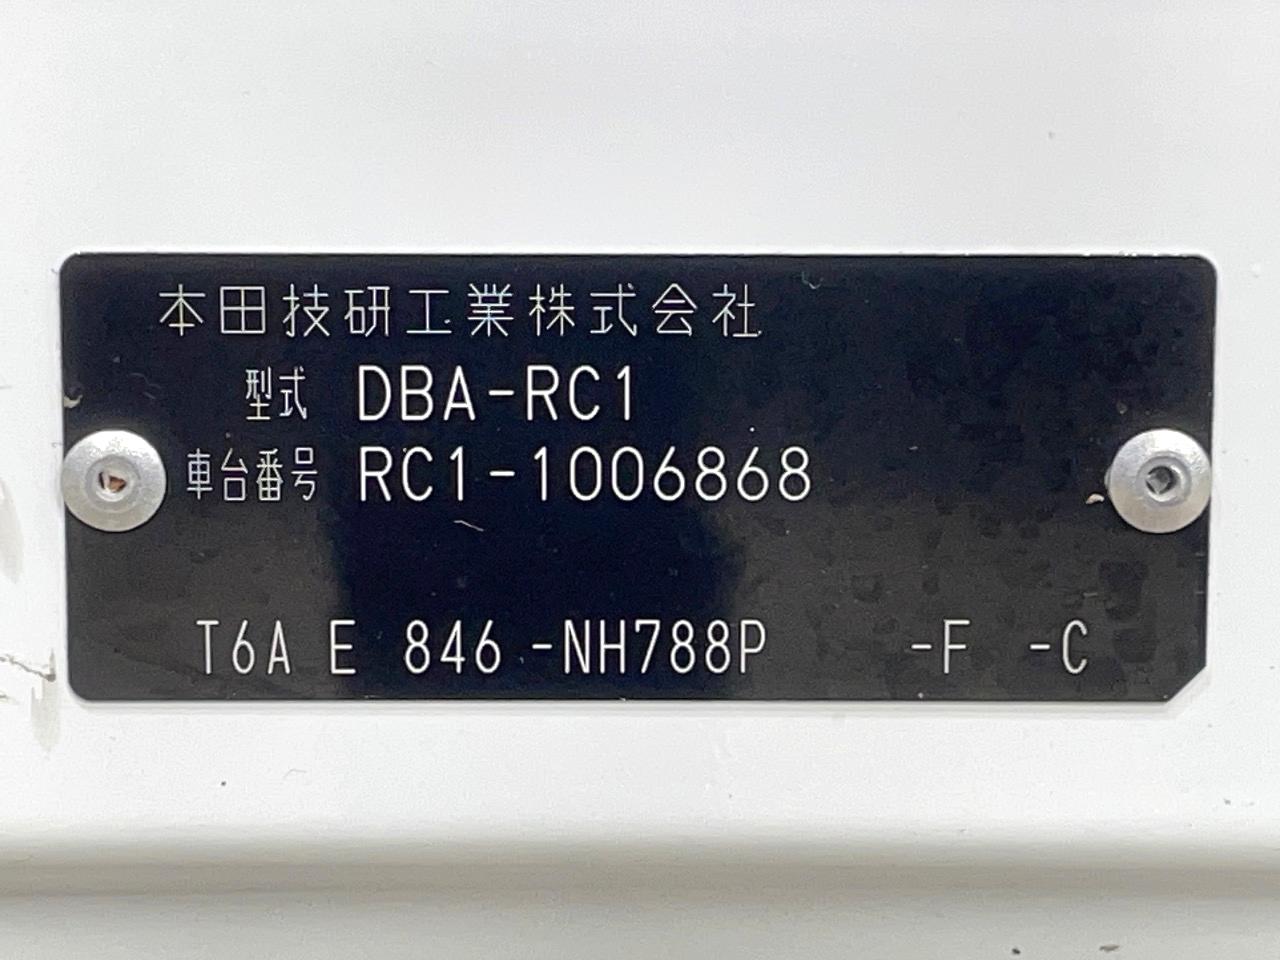 本田技研工業株式会社
型式 DBA-RC1
車台番号 RC1-1006868
T6A E 846 -NH788P -F -C